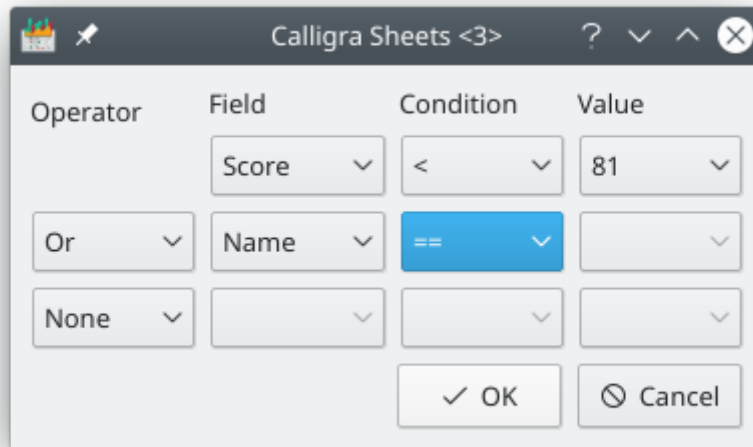 Calligra Sheets <3>
Operator Field Condition Value
Score < 81
Or Name ==
None
OK Cancel